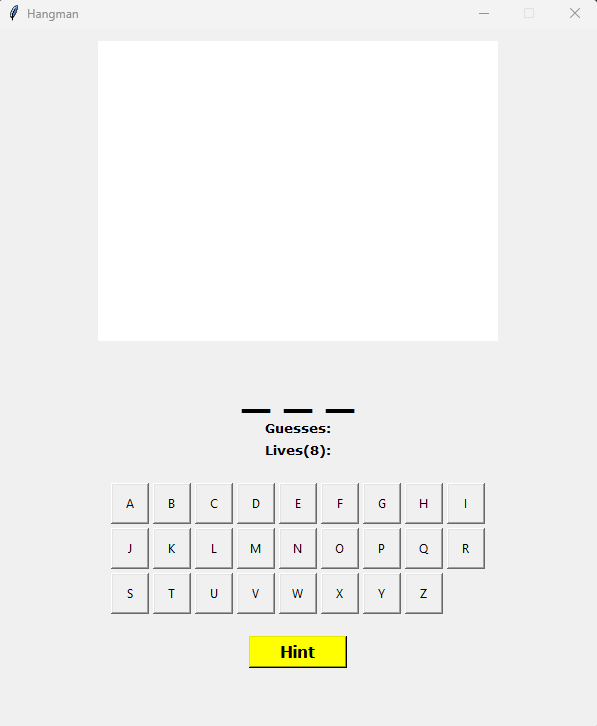 Hangman
_ _ _
Guesses:
Lives(8):
A B C D E F G H I
J K L M N O P Q R
S T U V W X Y Z
Hint